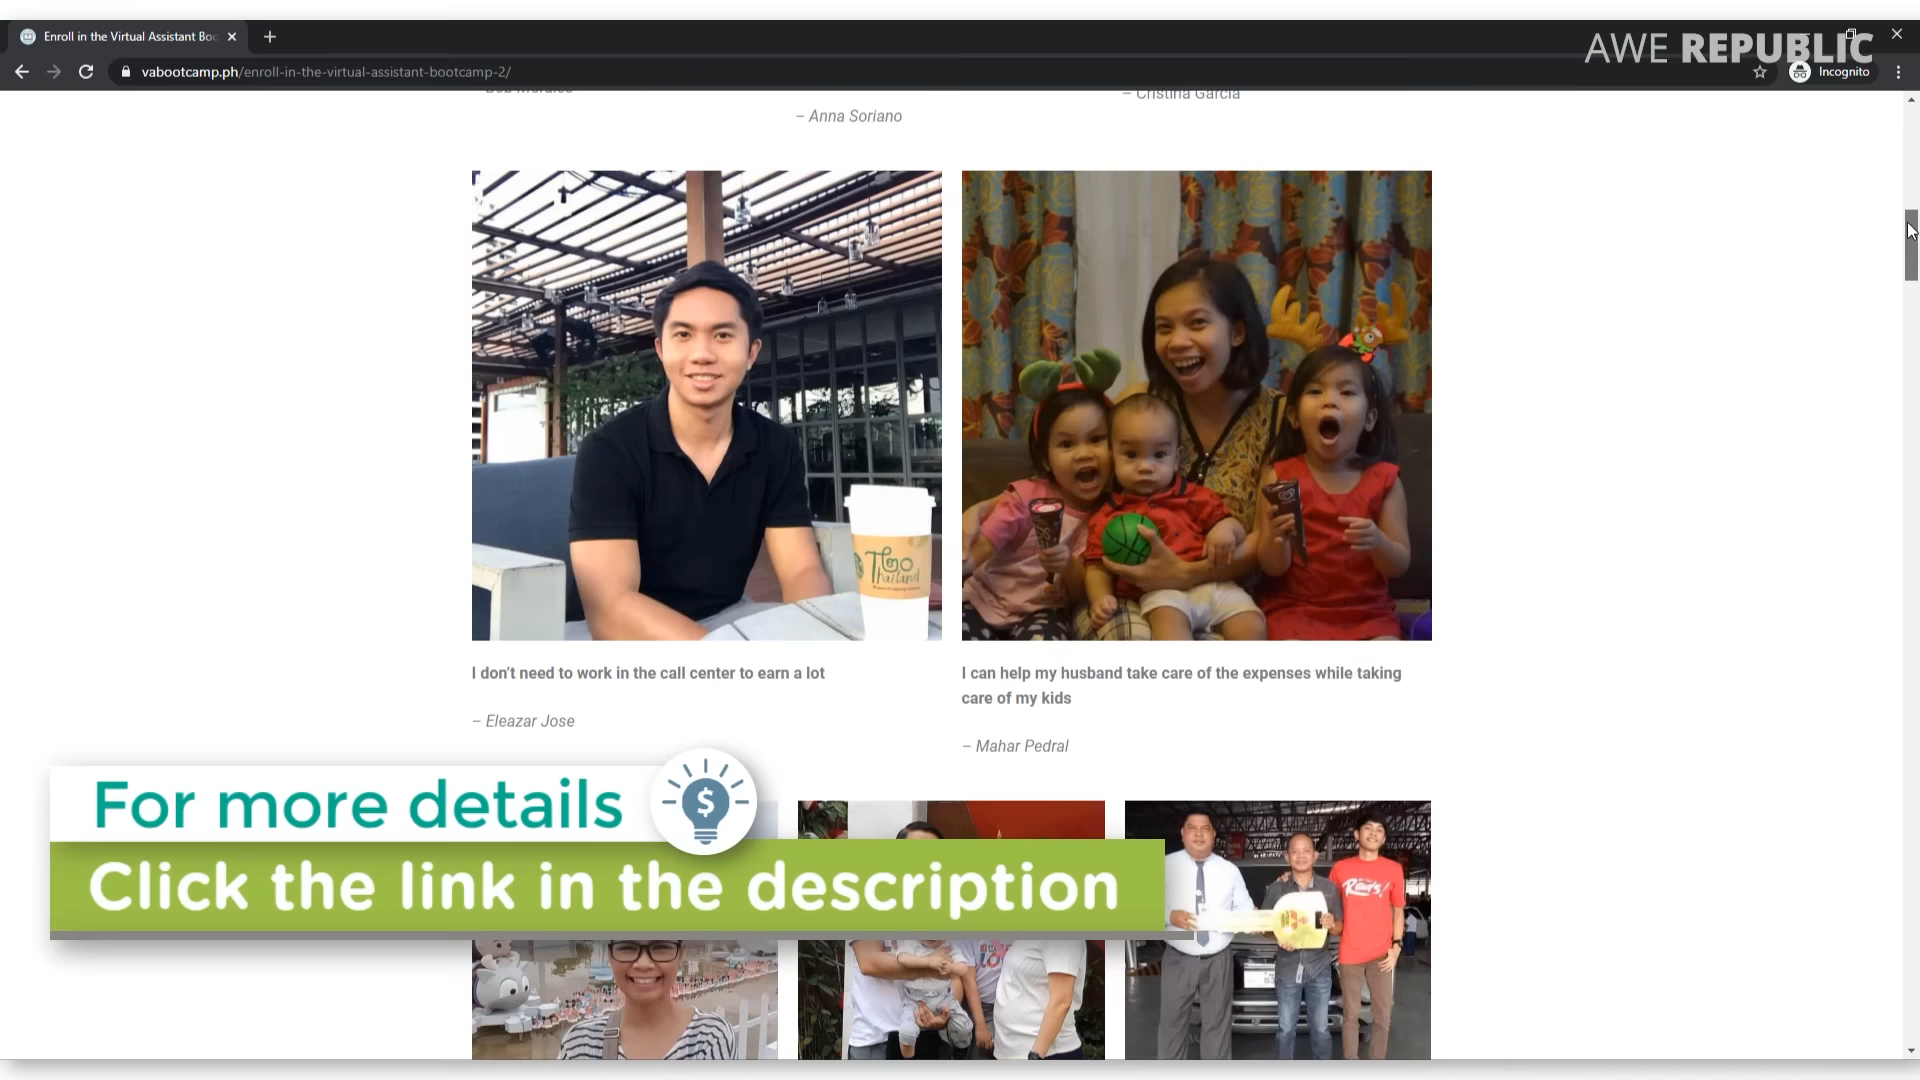 Enroll in the Virtual Assistant Boo
AWE REPUBLIC
vabootcamp.ph/enroll-in-the-virtual-assistant-bootcamp-2/
Incognito
– Cristina Garcia
– Anna Soriano
Thailand
I don't need to work in the call center to earn a lot
– Eleazar Jose
I can help my husband take care of the expenses while taking
care of my kids
– Mahar Pedral
For more details
$
Click the link in the description